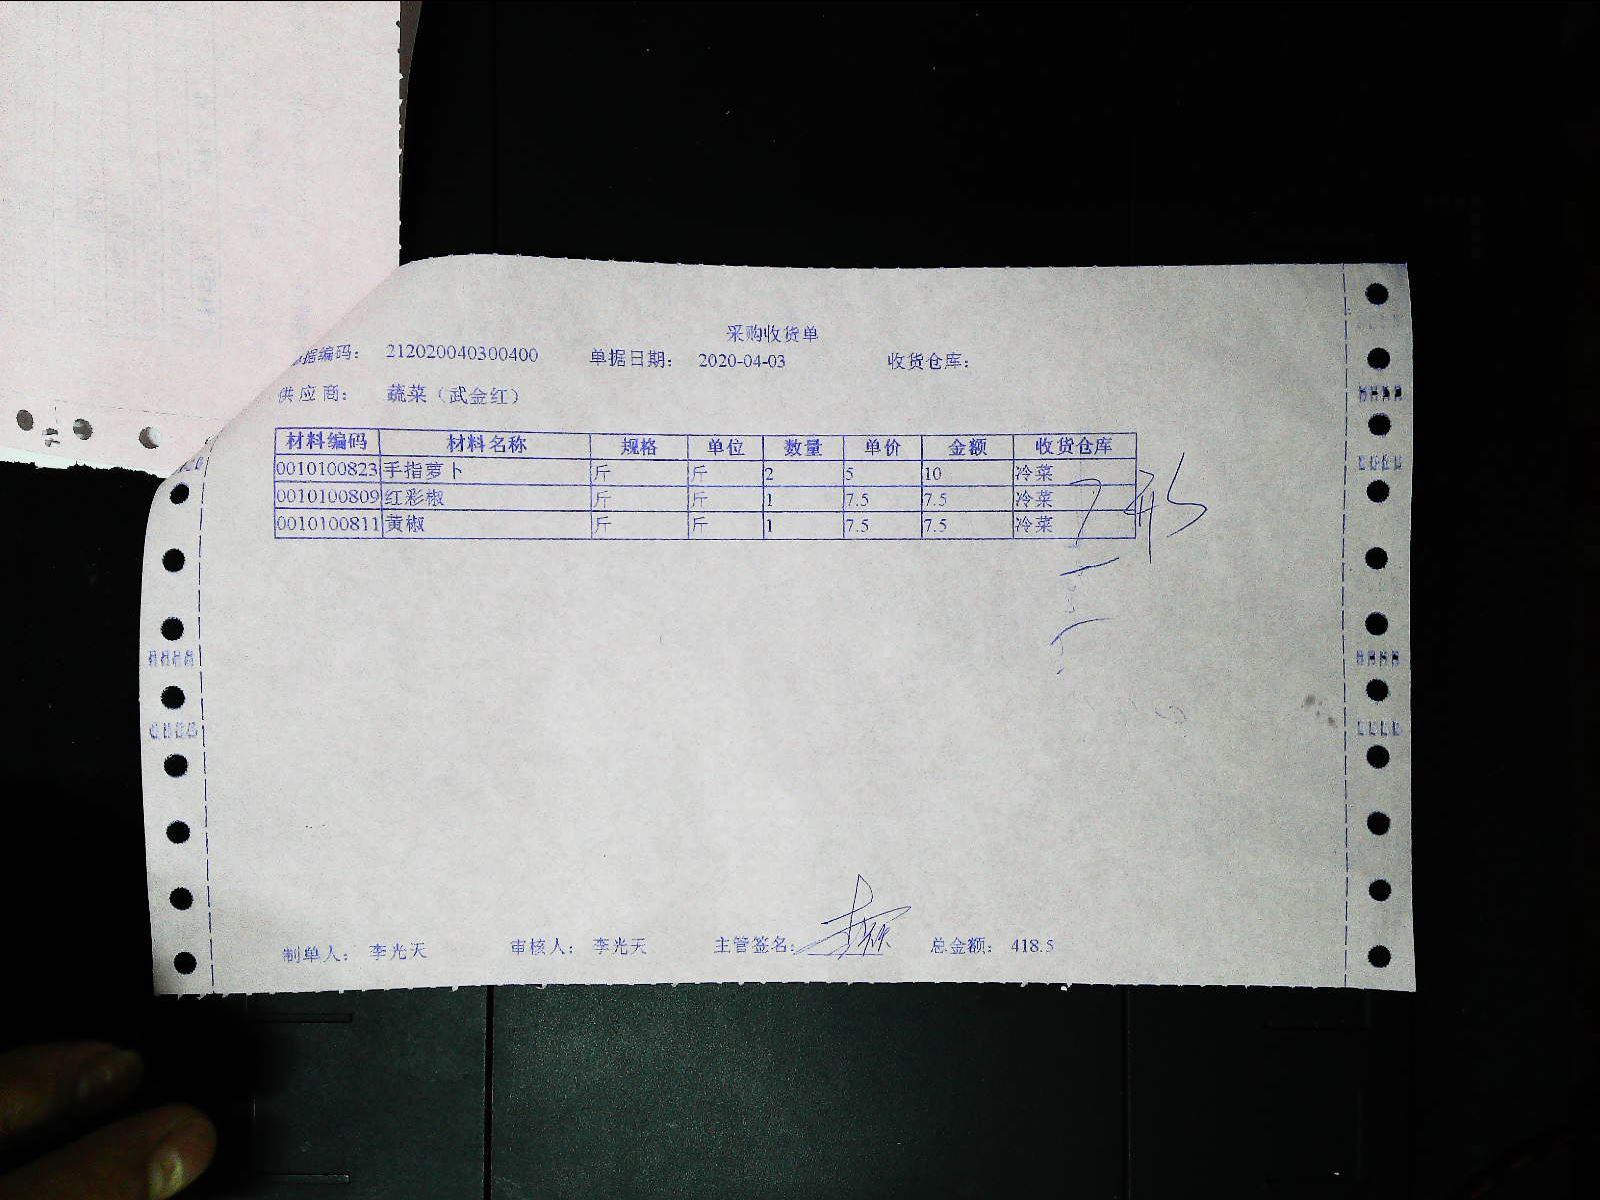 采购收货单
单据编码： 212020040300400 单据日期： 2020-04-03 收货仓库：
供应商： 蔬菜（武金红）
材料编码 材料名称 规格 单位 数量 单价 金额 收货仓库
0010100823 手指萝卜 斤 斤 2 5 10 冷菜
0010100809 红彩椒 斤 斤 1 7.5 7.5 冷菜
0010100811 黄椒 斤 斤 1 7.5 7.5 冷菜
制单人： 李光天 审核人： 李光天 主管签名： 总金额： 418.5